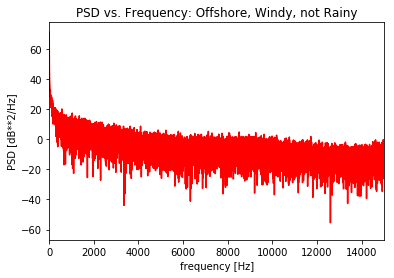 PSD vs. Frequency: Offshore, Windy, not Rainy
60
40
20
0
−20
−40
−60
PSD [dB**2/Hz]
0 2000 4000 6000 8000 10000 12000 14000
frequency [Hz]